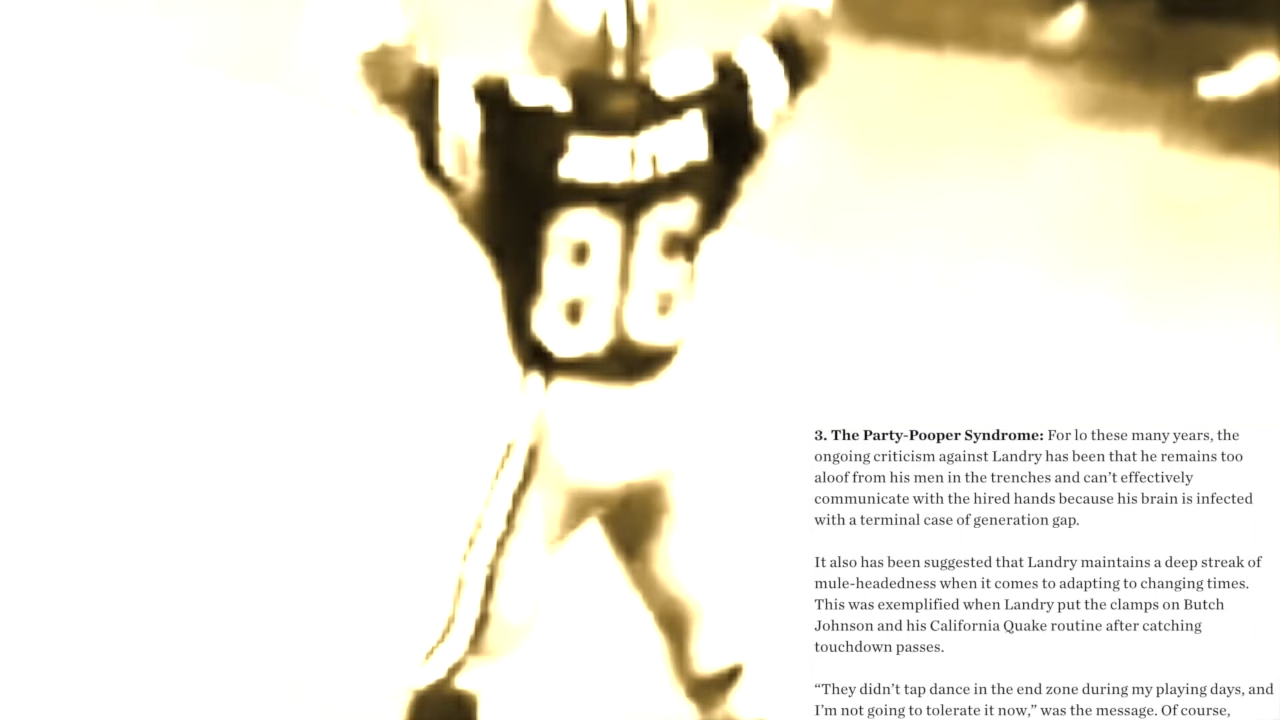 86
3. The Party-Pooper Syndrome: For lo these many years, the
ongoing criticism against Landry has been that he remains too
aloof from his men in the trenches and can’t effectively
communicate with the hired hands because his brain is infected
with a terminal case of generation gap.
It also has been suggested that Landry maintains a deep streak of
mule-headedness when it comes to adapting to changing times.
This was exemplified when Landry put the clamps on Butch
Johnson and his California Quake routine after catching
touchdown passes.
“They didn’t tap dance in the end zone during my playing days, and
I’m not going to tolerate it now,” was the message. Of course,